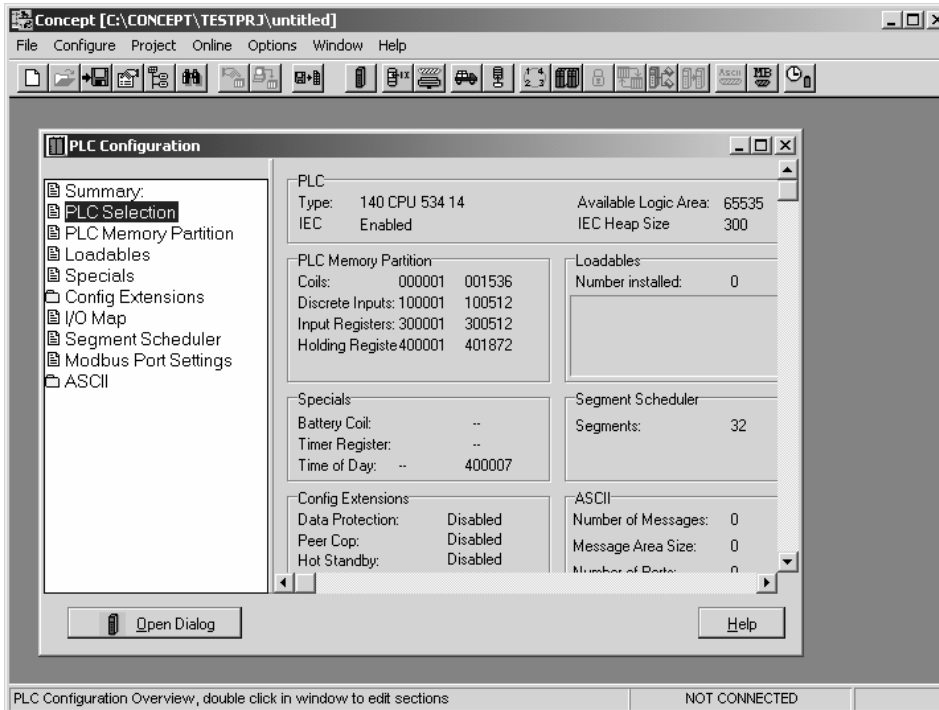 Concept [C:\CONCEPT\TESTPRJ\untitled]
File Configure Project Online Options Window Help
PLC Configuration
Summary:
PLC Selection
PLC Memory Partition
Loadables
Specials
Config Extensions
I/O Map
Segment Scheduler
Modbus Port Settings
ASCII
PLC
Type: 140 CPU 534 14 Available Logic Area: 65535
IEC Enabled IEC Heap Size 300
PLC Memory Partition
Coils: 000001 001536
Discrete Inputs: 100001 100512
Input Registers: 300001 300512
Holding Registe 400001 401872
Loadables
Number installed: 0
Specials
Battery Coil: --
Timer Register: --
Time of Day: -- 400007
Segment Scheduler
Segments: 32
Config Extensions
Data Protection: Disabled
Peer Cop: Disabled
Hot Standby: Disabled
ASCII
Number of Messages: 0
Message Area Size: 0
Number of Ports: 0
Open Dialog
Help
PLC Configuration Overview, double click in window to edit sections NOT CONNECTED